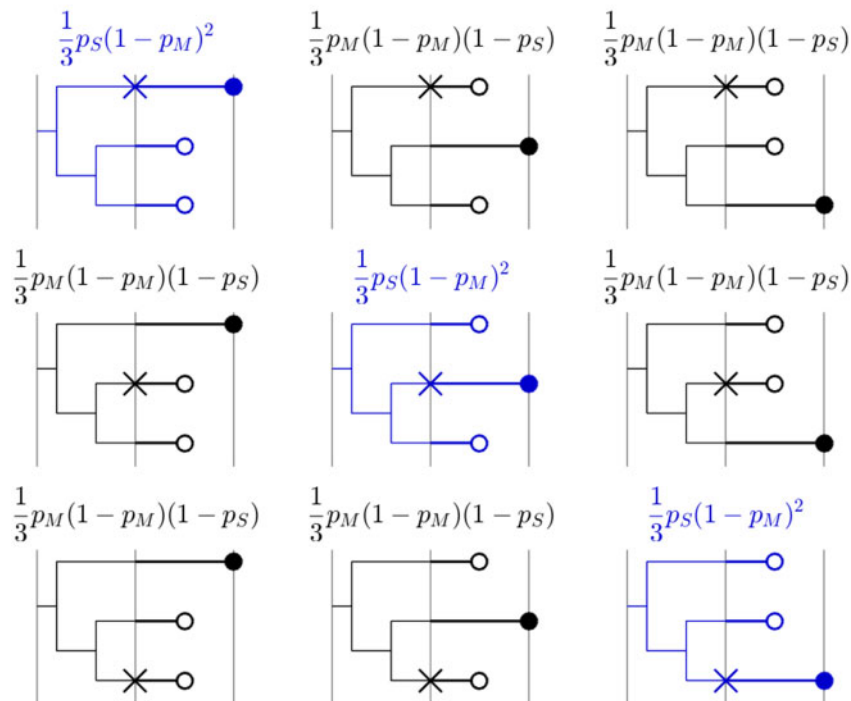 1/3 p_S(1 − p_M)^2
1/3 p_M(1 − p_M)(1 − p_S)
1/3 p_M(1 − p_M)(1 − p_S)
1/3 p_M(1 − p_M)(1 − p_S)
1/3 p_S(1 − p_M)^2
1/3 p_M(1 − p_M)(1 − p_S)
1/3 p_M(1 − p_M)(1 − p_S)
1/3 p_M(1 − p_M)(1 − p_S)
1/3 p_S(1 − p_M)^2